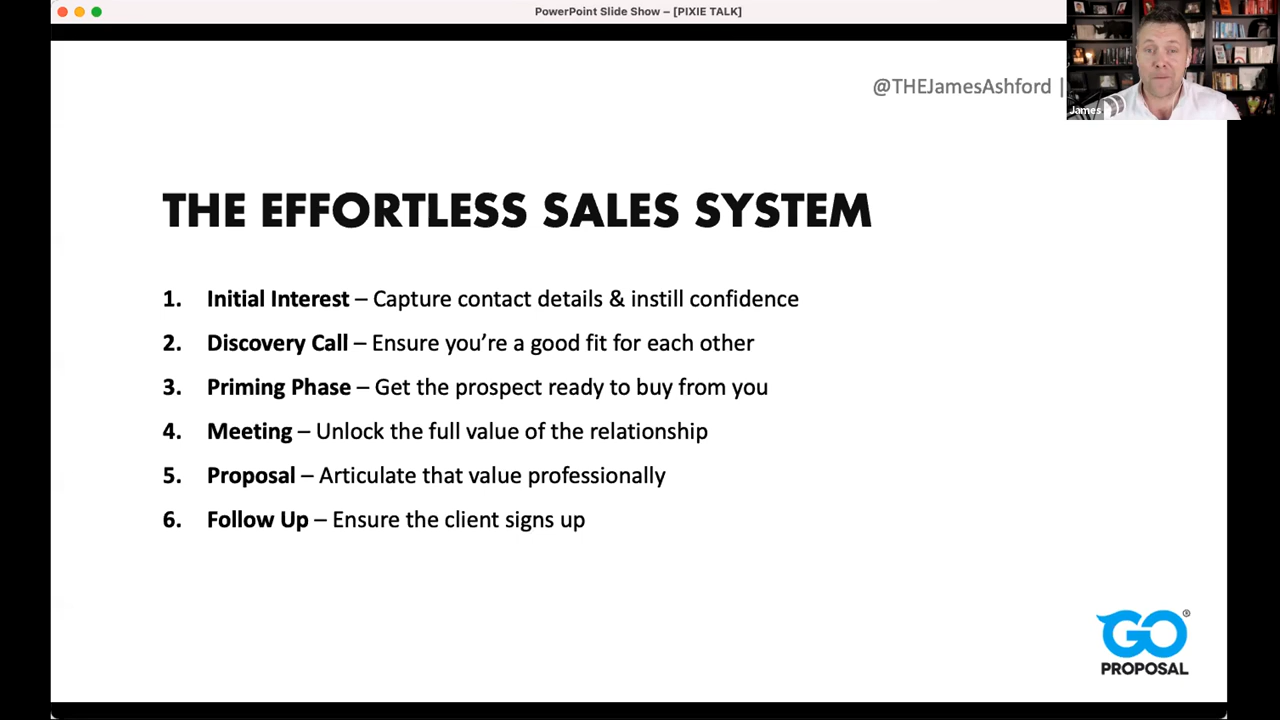 PowerPoint Slide Show – [PIXIE TALK]
@THEJamesAshford |
James
THE EFFORTLESS SALES SYSTEM
1. Initial Interest – Capture contact details & instill confidence
2. Discovery Call – Ensure you’re a good fit for each other
3. Priming Phase – Get the prospect ready to buy from you
4. Meeting – Unlock the full value of the relationship
5. Proposal – Articulate that value professionally
6. Follow Up – Ensure the client signs up
GO®
PROPOSAL